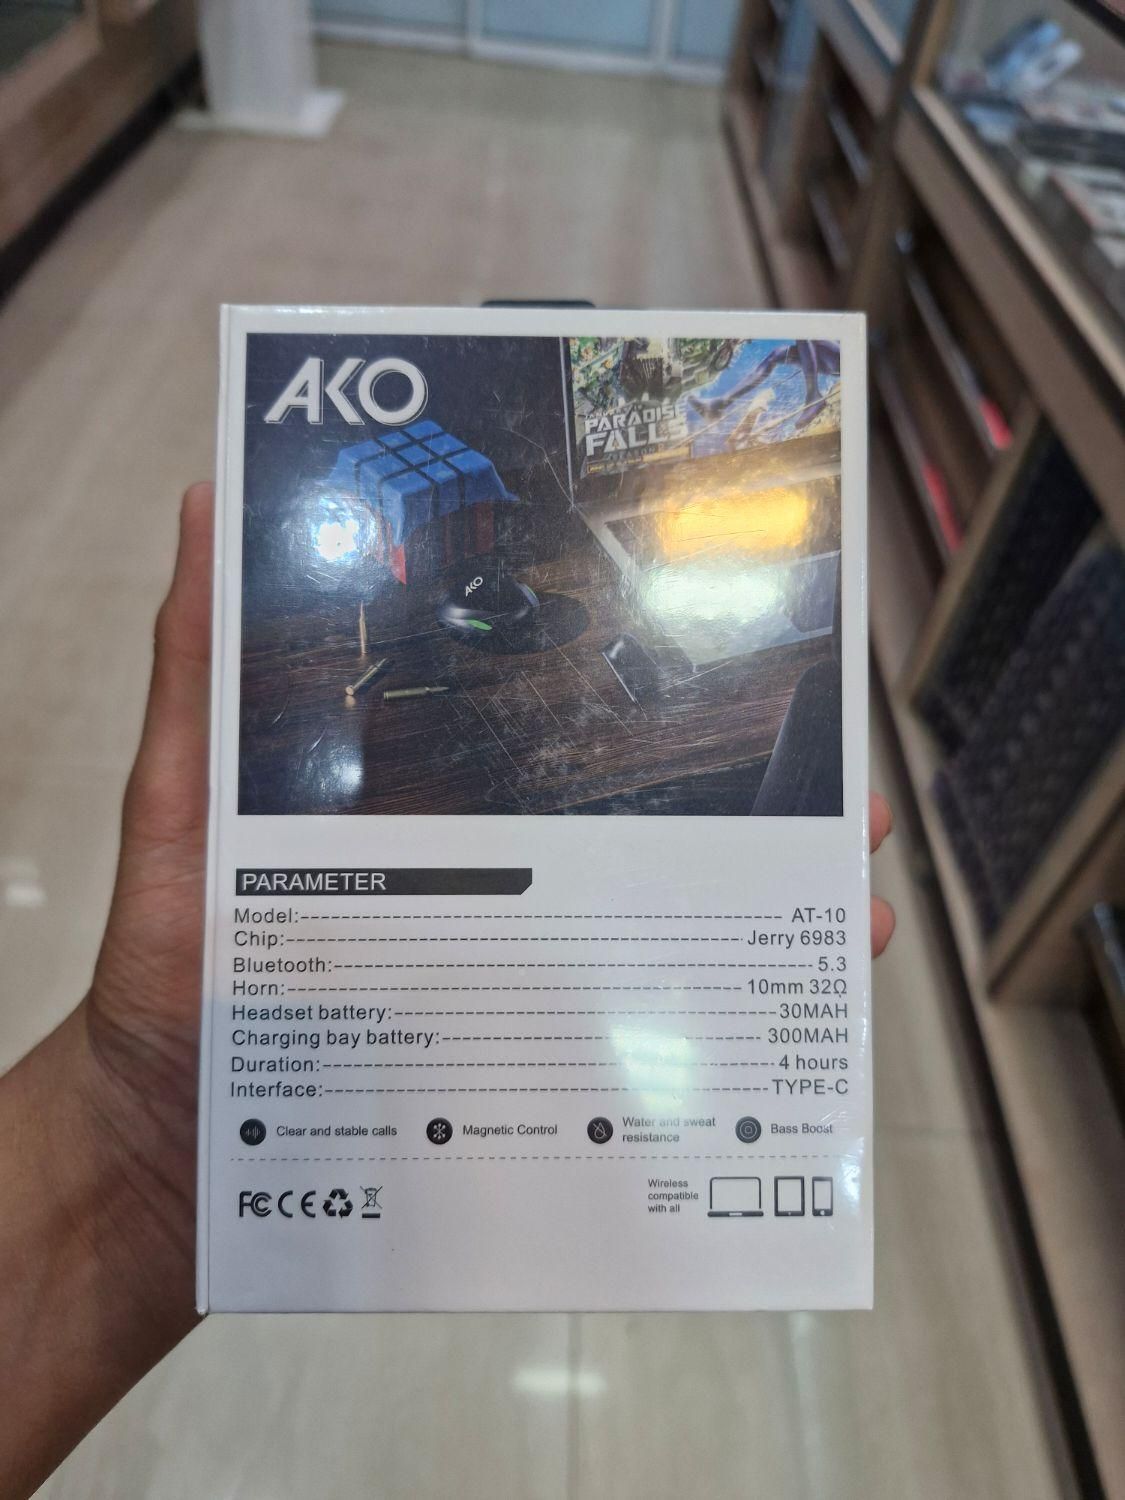 AKO
PARADISE
FALLS
AKO
PARAMETER
Model:---- AT-10
Chip:---- Jerry 6983
Bluetooth:---- 5.3
Horn:---- 10mm 32Ω
Headset battery:---- 30MAH
Charging bay battery:---- 300MAH
Duration:---- 4 hours
Interface:---- TYPE-C
Clear and stable calls
Magnetic Control
Water and sweat
resistance
Bass Boost
FC CE
Wireless
compatible
with all